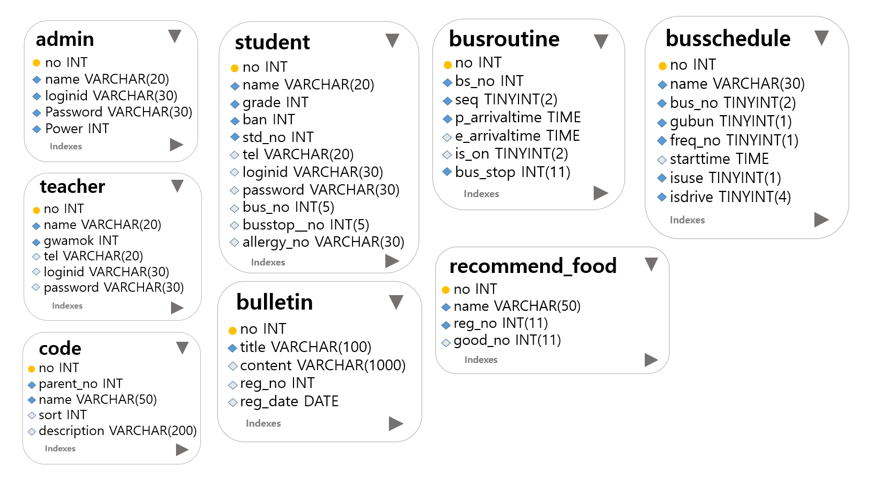 admin
no INT
name VARCHAR(20)
loginid VARCHAR(30)
Password VARCHAR(30)
Power INT
Indexes
teacher
no INT
name VARCHAR(20)
gwamok INT
tel VARCHAR(20)
loginid VARCHAR(30)
password VARCHAR(30)
Indexes
code
no INT
parent_no INT
name VARCHAR(50)
sort INT
description VARCHAR(200)
Indexes
student
no INT
name VARCHAR(20)
grade INT
ban INT
std_no INT
tel VARCHAR(20)
loginid VARCHAR(30)
password VARCHAR(30)
bus_no INT(5)
busstop__no INT(5)
allergy_no VARCHAR(30)
Indexes
bulletin
no INT
title VARCHAR(100)
content VARCHAR(1000)
reg_no INT
reg_date DATE
Indexes
busroutine
no INT
bs_no INT
seq TINYINT(2)
p_arrivaltime TIME
e_arrivaltime TIME
is_on TINYINT(2)
bus_stop INT(11)
Indexes
recommend_food
no INT
name VARCHAR(50)
reg_no INT(11)
good_no INT(11)
Indexes
busschedule
no INT
name VARCHAR(30)
bus_no TINYINT(2)
gubun TINYINT(1)
freq_no TINYINT(1)
starttime TIME
isuse TINYINT(1)
isdrive TINYINT(4)
Indexes